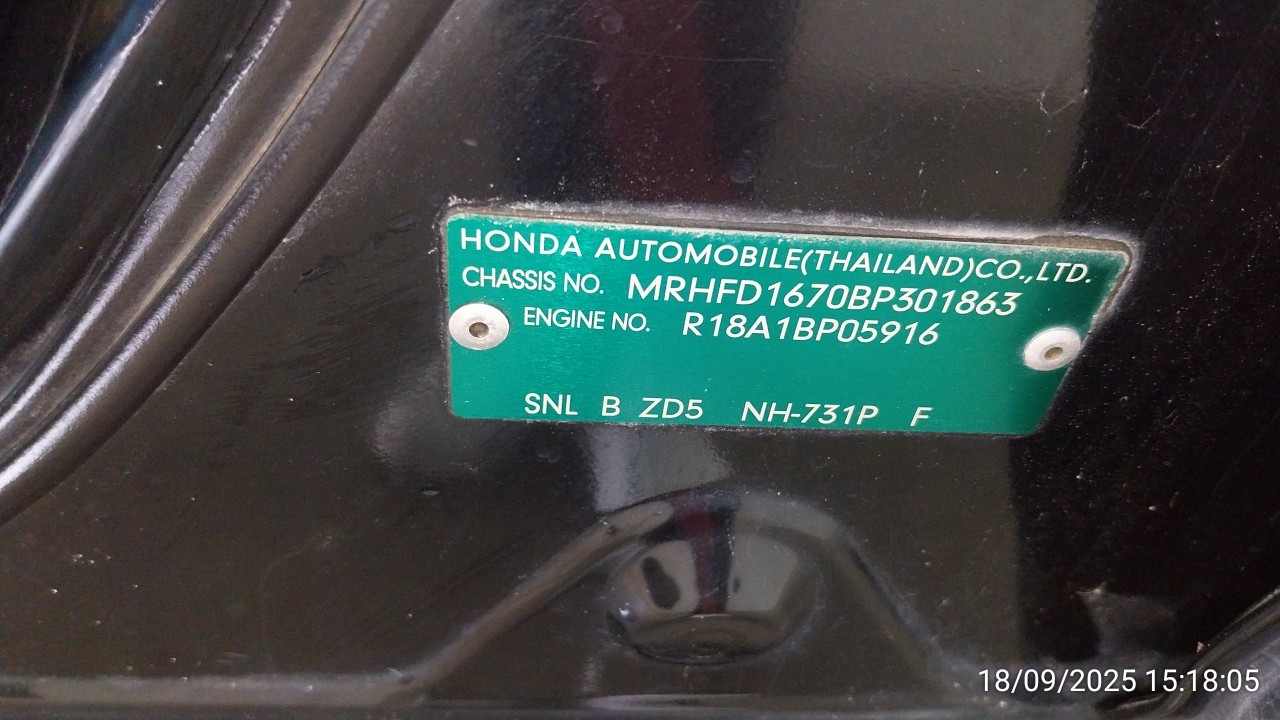 HONDA AUTOMOBILE(THAILAND)CO.,LTD.
CHASSIS NO. MRHFD1670BP301863
ENGINE NO. R18A1BP05916
SNL B ZD5 NH-731P F
18/09/2025 15:18:05